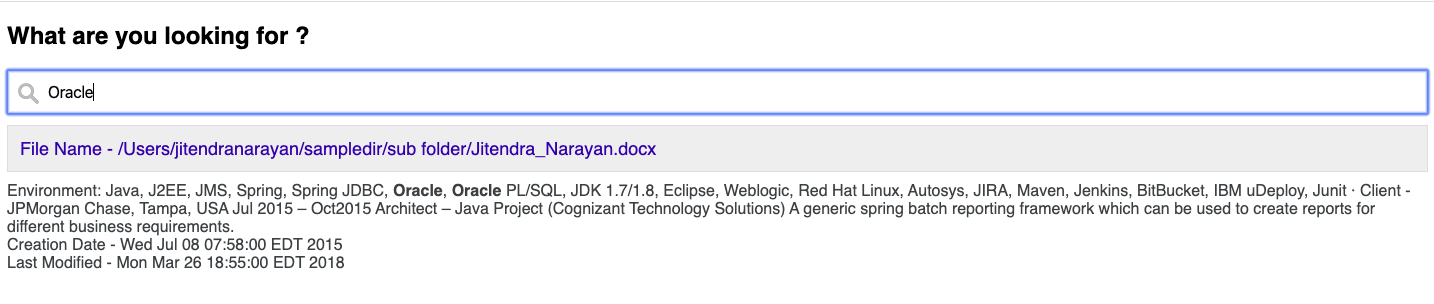 What are you looking for ?
Oracle
File Name - /Users/jitendranarayan/sampledir/sub folder/Jitendra_Narayan.docx
Environment: Java, J2EE, JMS, Spring, Spring JDBC, Oracle, Oracle PL/SQL, JDK 1.7/1.8, Eclipse, Weblogic, Red Hat Linux, Autosys, JIRA, Maven, Jenkins, BitBucket, IBM uDeploy, Junit · Client -
JPMorgan Chase, Tampa, USA Jul 2015 – Oct2015 Architect – Java Project (Cognizant Technology Solutions) A generic spring batch reporting framework which can be used to create reports for
different business requirements.
Creation Date - Wed Jul 08 07:58:00 EDT 2015
Last Modified - Mon Mar 26 18:55:00 EDT 2018